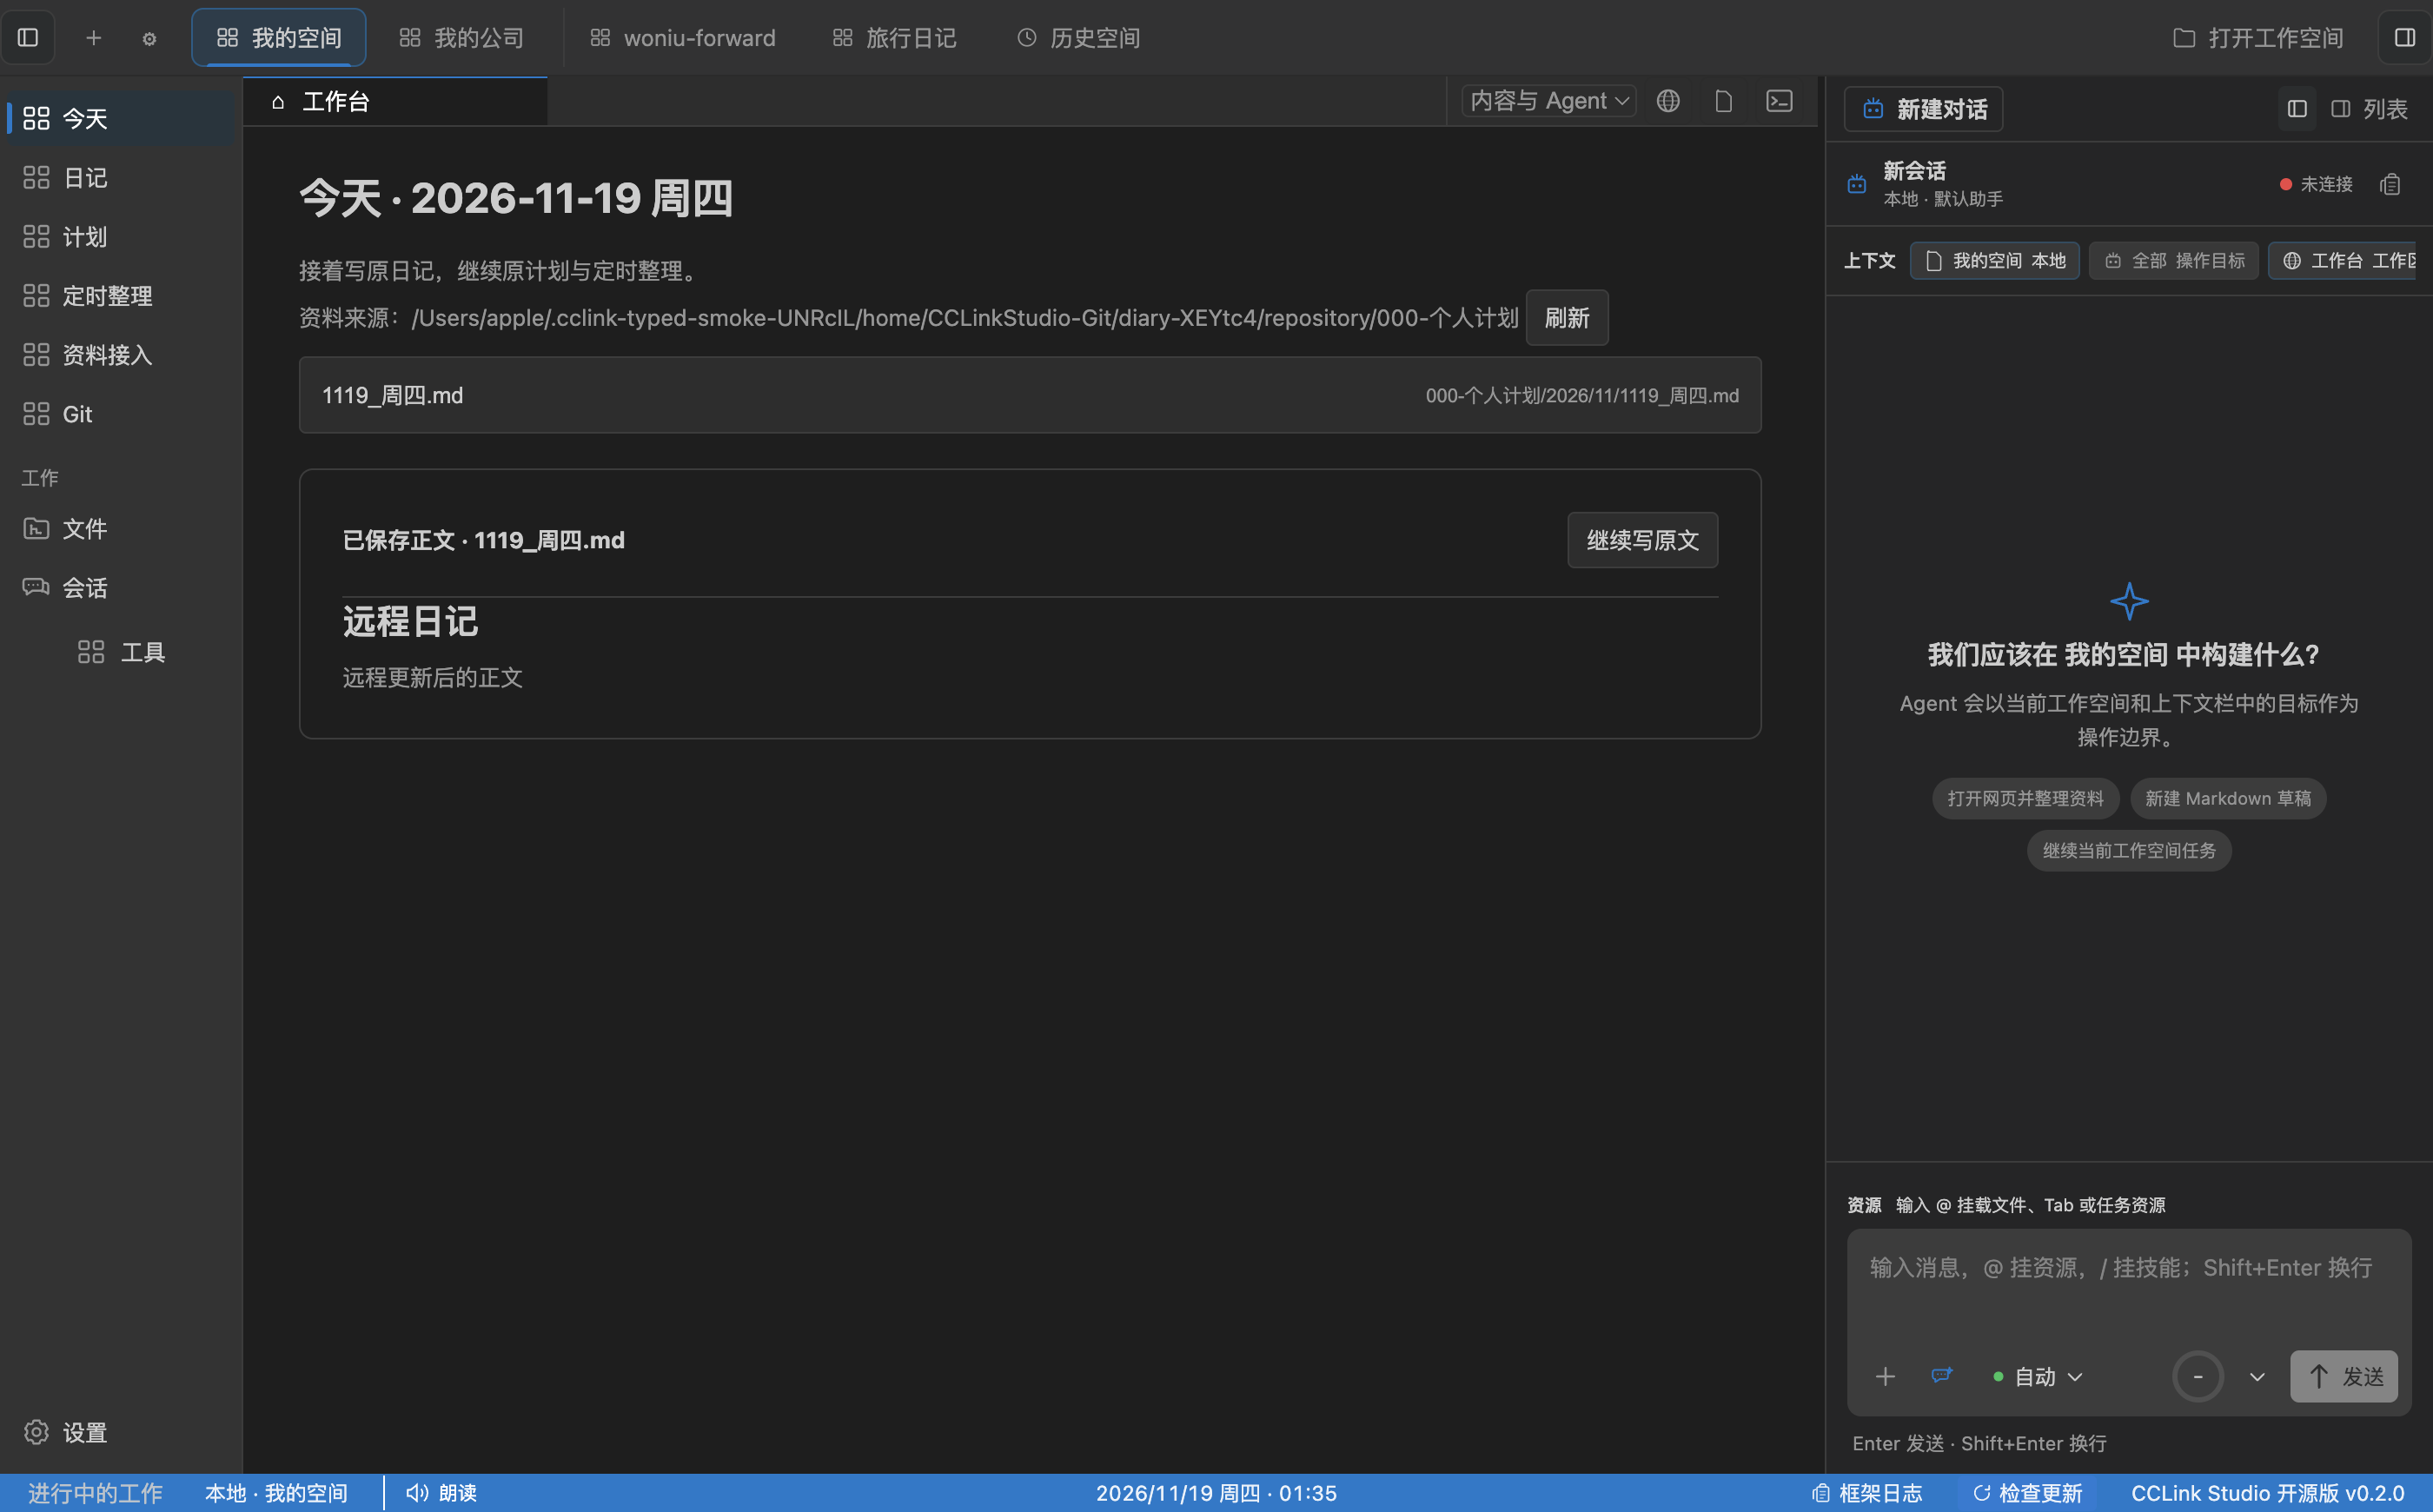 我的空间
我的公司
woniu-forward
旅行日记
历史空间
打开工作空间
今天
日记
计划
定时整理
资料接入
Git
工作
文件
会话
工具
设置
工作台
内容与 Agent
今天 · 2026-11-19 周四
接着写原日记，继续原计划与定时整理。
资料来源：/Users/apple/.cclink-typed-smoke-UNRcIL/home/CCLinkStudio-Git/diary-XEYtc4/repository/000-个人计划
刷新
1119_周四.md
000-个人计划/2026/11/1119_周四.md
已保存正文 · 1119_周四.md
继续写原文
远程日记
远程更新后的正文
新建对话
列表
新会话
本地 · 默认助手
未连接
上下文
我的空间 本地
全部 操作目标
工作台 工作
我们应该在 我的空间 中构建什么？
Agent 会以当前工作空间和上下文栏中的目标作为
操作边界。
打开网页并整理资料
新建 Markdown 草稿
继续当前工作空间任务
资源 输入 @ 挂载文件、Tab 或任务资源
输入消息，@ 挂资源，/ 挂技能；Shift+Enter 换行
自动
-
发送
Enter 发送 · Shift+Enter 换行
进行中的工作
本地 · 我的空间
朗读
2026/11/19 周四 · 01:35
框架日志
检查更新
CCLink Studio 开源版 v0.2.0